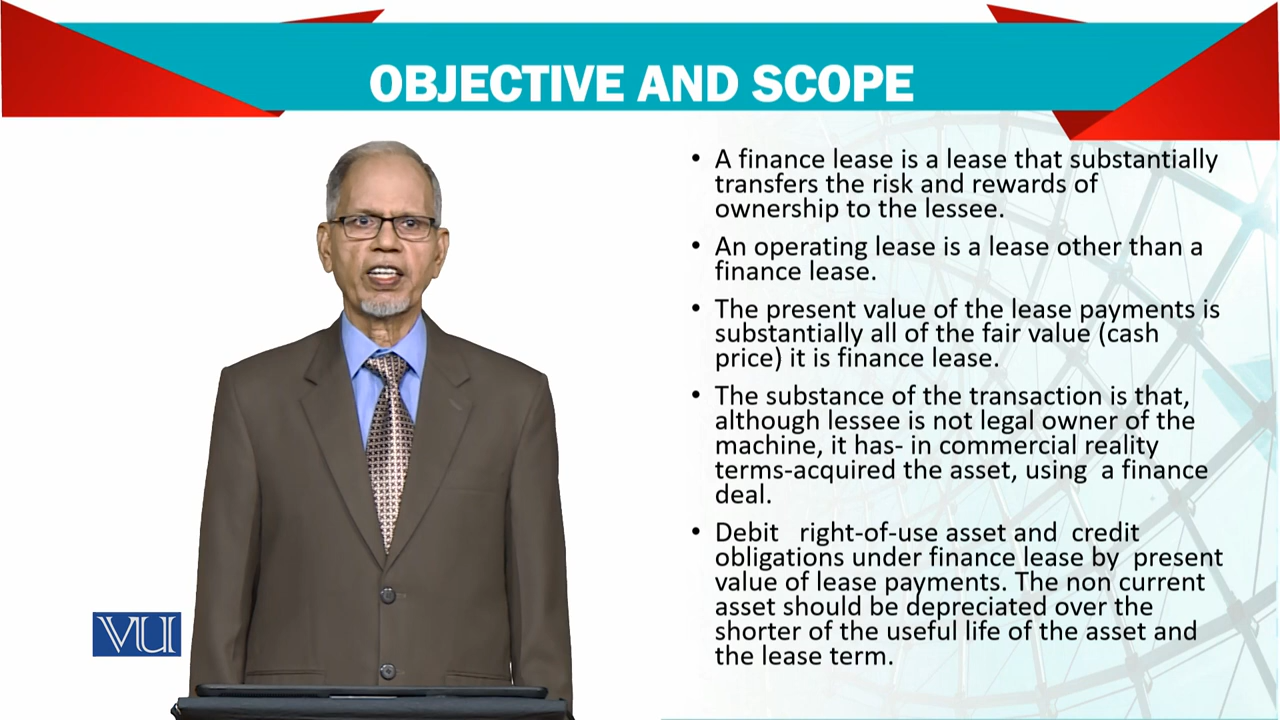 OBJECTIVE AND SCOPE
• A finance lease is a lease that substantially
transfers the risk and rewards of
ownership to the lessee.
• An operating lease is a lease other than a
finance lease.
• The present value of the lease payments is
substantially all of the fair value (cash
price) it is finance lease.
• The substance of the transaction is that,
although lessee is not legal owner of the
machine, it has- in commercial reality
terms-acquired the asset, using  a finance
deal.
• Debit   right-of-use asset and  credit
obligations under finance lease by  present
value of lease payments. The non current
asset should be depreciated over the
shorter of the useful life of the asset and
the lease term.
VU